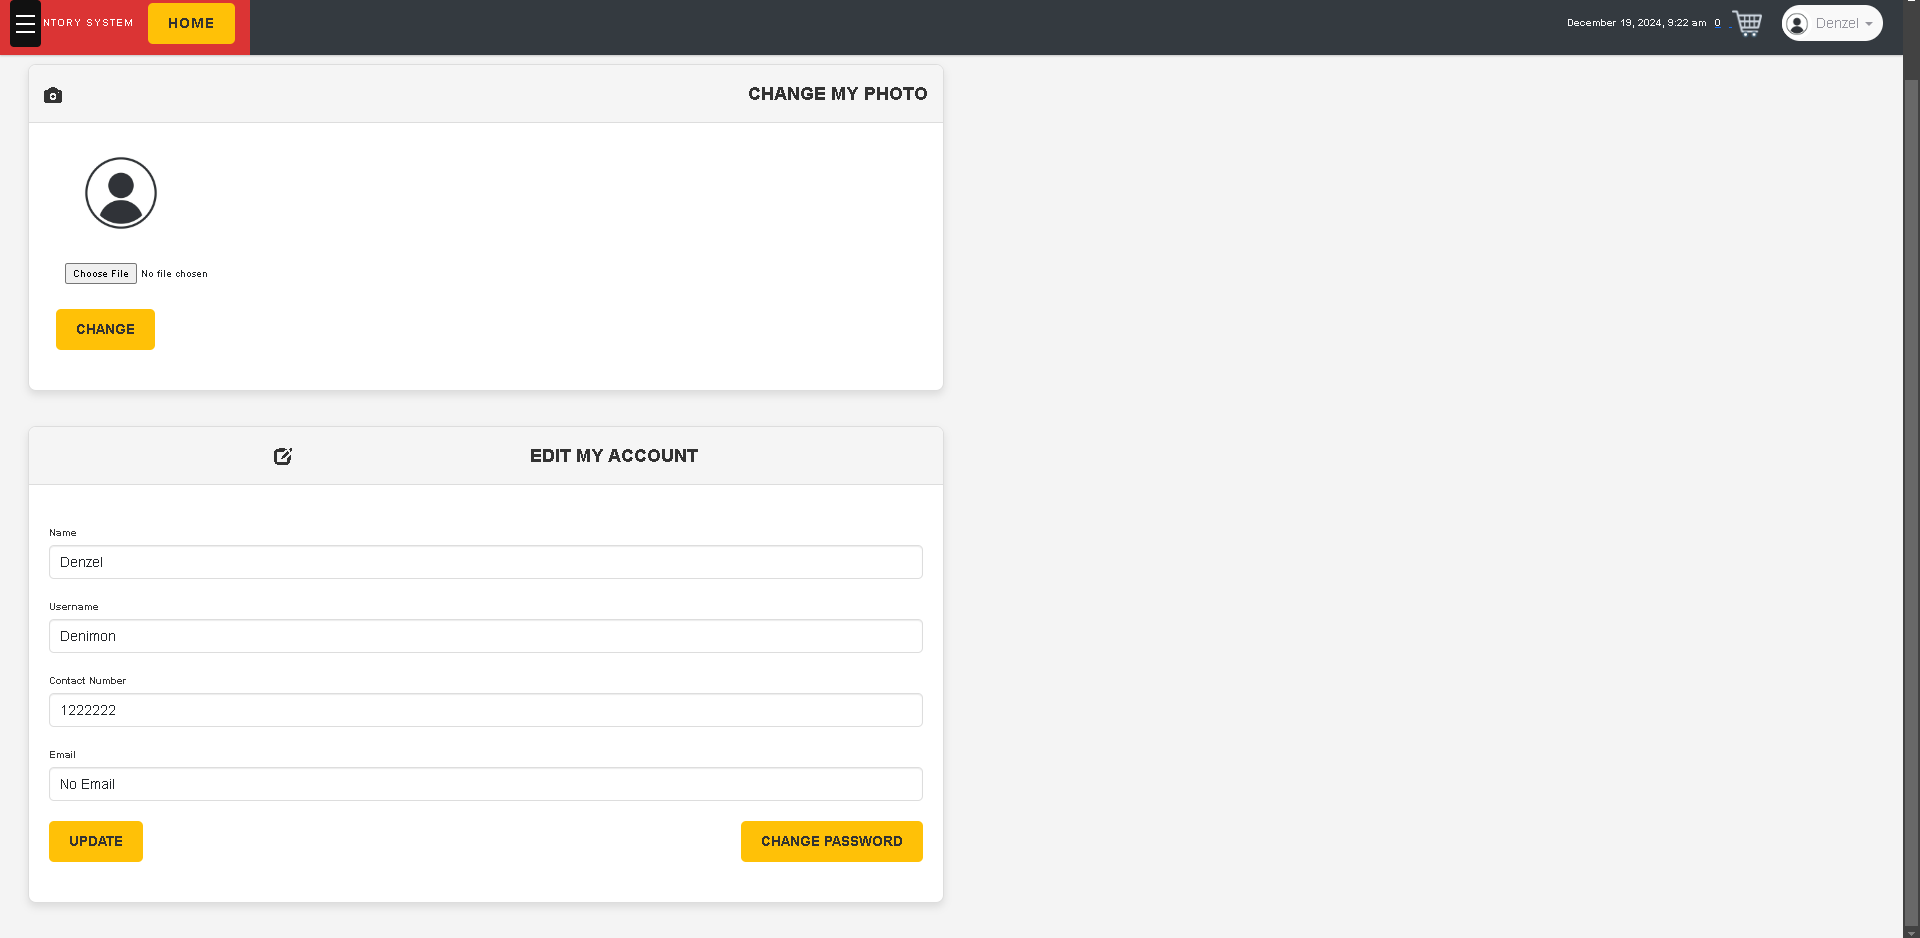 NTORY SYSTEM HOME December 19, 2024, 9:22 am 0 Denzel
CHANGE MY PHOTO
Choose File No file chosen
CHANGE
EDIT MY ACCOUNT
Name
Denzel
Username
Denimon
Contact Number
1222222
Email
No Email
UPDATE CHANGE PASSWORD